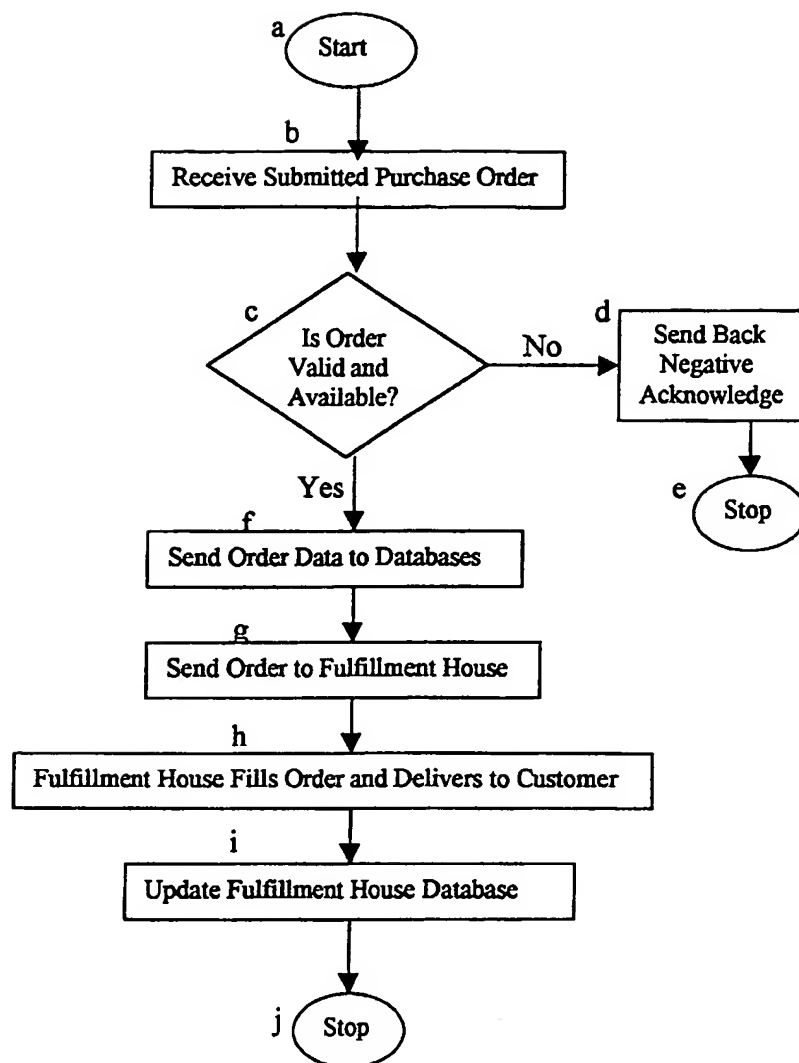 a
Start
b
Receive Submitted Purchase Order
c
Is Order
Valid and
Available?
No
d
Send Back
Negative
Acknowledge
e
Stop
Yes
f
Send Order Data to Databases
g
Send Order to Fulfillment House
h
Fulfillment House Fills Order and Delivers to Customer
i
Update Fulfillment House Database
j
Stop